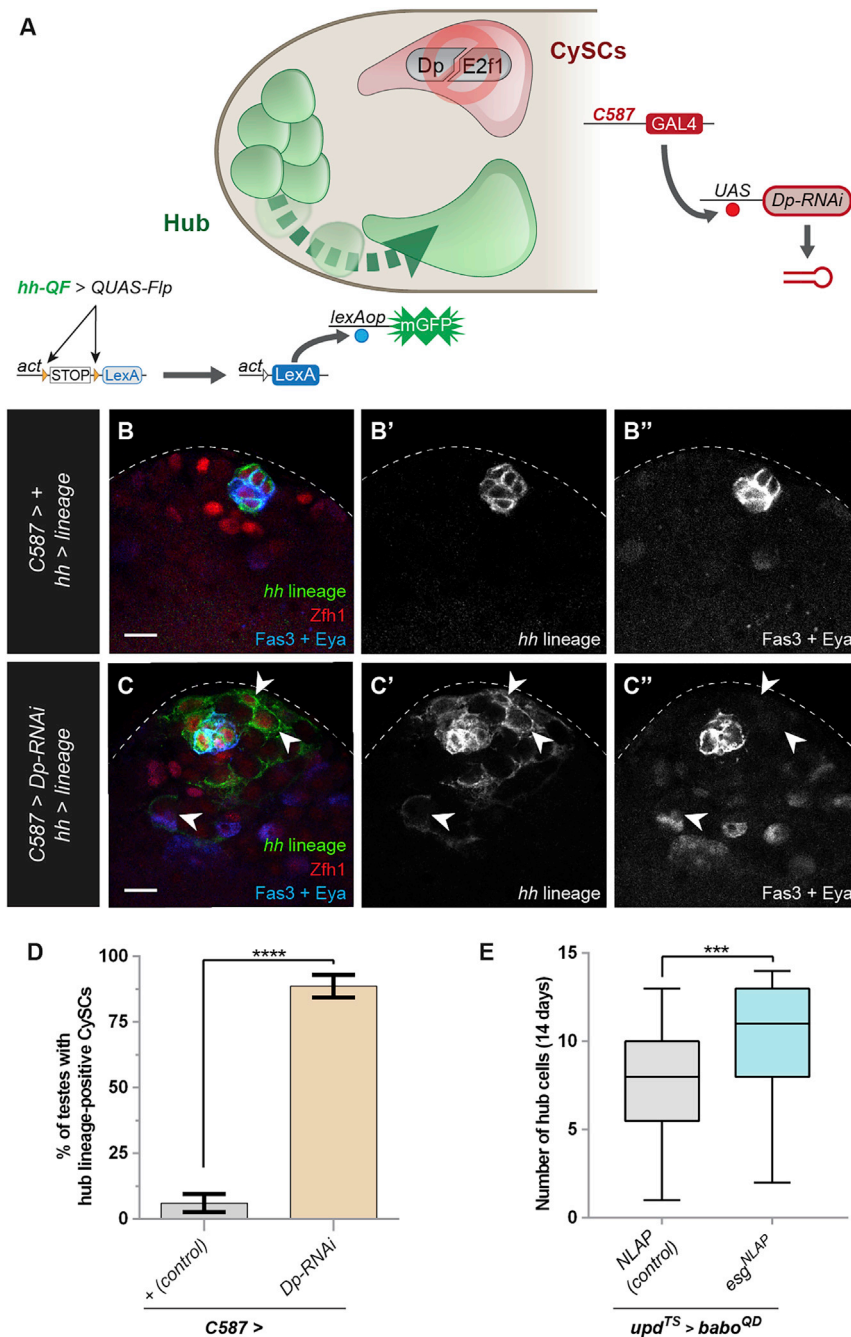 A
CySCs
Dp E2f1
C587
GAL4
UAS
Dp-RNAi
Hub
hh-QF > QUAS-Flp
lexAop
mGFP
act
STOP
LexA
act
LexA
C587 > +
hh > lineage
B
hh lineage
Zfh1
Fas3 + Eya
B'
hh lineage
B"
Fas3 + Eya
C587 > Dp-RNAi
hh > lineage
C
hh lineage
Zfh1
Fas3 + Eya
C'
hh lineage
C"
Fas3 + Eya
D
% of testes with
hub lineage-positive CySCs
100
75
50
25
0
****
+ (control)
Dp-RNAi
C587 >
E
Number of hub cells (14 days)
15
10
5
0
***
NLAP
(control)
esg^NLAP
upd^TS > babo^QD